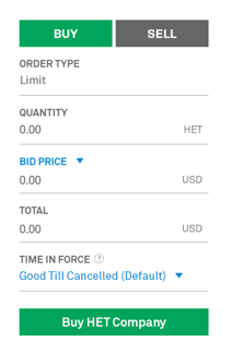 BUY SELL
ORDER TYPE
Limit
QUANTITY
0.00 HET
BID PRICE
0.00 USD
TOTAL
0.00 USD
TIME IN FORCE ?
Good Till Cancelled (Default)
Buy HET Company